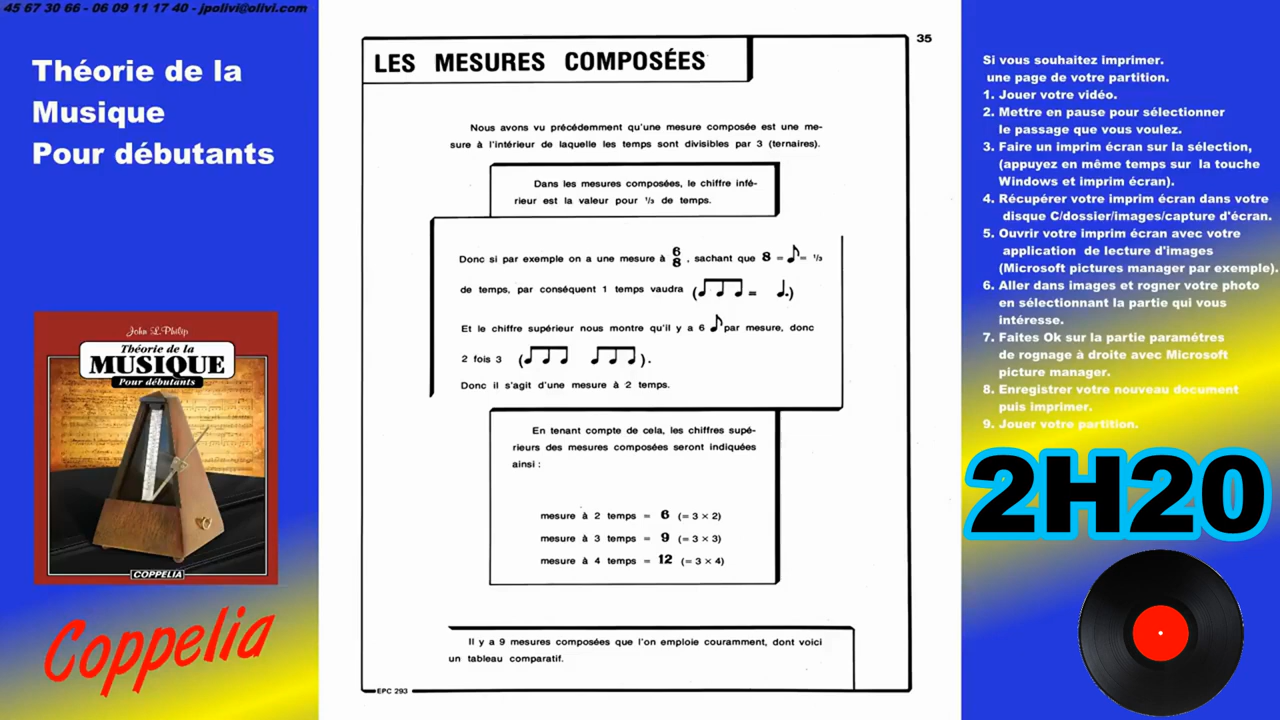 45 67 30 66 - 06 09 11 17 40 - jpolivi@olivi.com
Théorie de la
Musique
Pour débutants
John L. Philip
Théorie de la
MUSIQUE
Pour débutants
COPPELIA
Coppelia
35
LES MESURES COMPOSÉES
Nous avons vu précédemment qu'une mesure composée est une me-
sure à l'intérieur de laquelle les temps sont divisibles par 3 (ternaires).
Dans les mesures composées, le chiffre infé-
rieur est la valeur pour 1/3 de temps.
Donc si par exemple on a une mesure à 6/8, sachant que 8 = ♪ = 1/3
de temps, par conséquent 1 temps vaudra (♫♪ = ♩.)
Et le chiffre supérieur nous montre qu'il y a 6 ♪ par mesure, donc
2 fois 3 (♫♪ ♫♪).
Donc il s'agit d'une mesure à 2 temps.
En tenant compte de cela, les chiffres supé-
rieurs des mesures composées seront indiquées
ainsi :
mesure à 2 temps = 6 (= 3 × 2)
mesure à 3 temps = 9 (= 3 × 3)
mesure à 4 temps = 12 (= 3 × 4)
Il y a 9 mesures composées que l'on emploie couramment, dont voici
un tableau comparatif.
EPC 293
Si vous souhaitez imprimer.
une page de votre partition.
1. Jouer votre vidéo.
2. Mettre en pause pour sélectionner
le passage que vous voulez.
3. Faire un imprim écran sur la sélection,
(appuyez en même temps sur la touche
Windows et imprim écran).
4. Récupérer votre imprim écran dans votre
disque C/dossier/images/capture d'écran.
5. Ouvrir votre imprim écran avec votre
application de lecture d'images
(Microsoft pictures manager par exemple).
6. Aller dans images et rogner votre photo
en sélectionnant la partie qui vous
intéresse.
7. Faites Ok sur la partie paramétres
de rognage à droite avec Microsoft
picture manager.
8. Enregistrer votre nouveau document
puis imprimer.
9. Jouer votre partition.
2H20